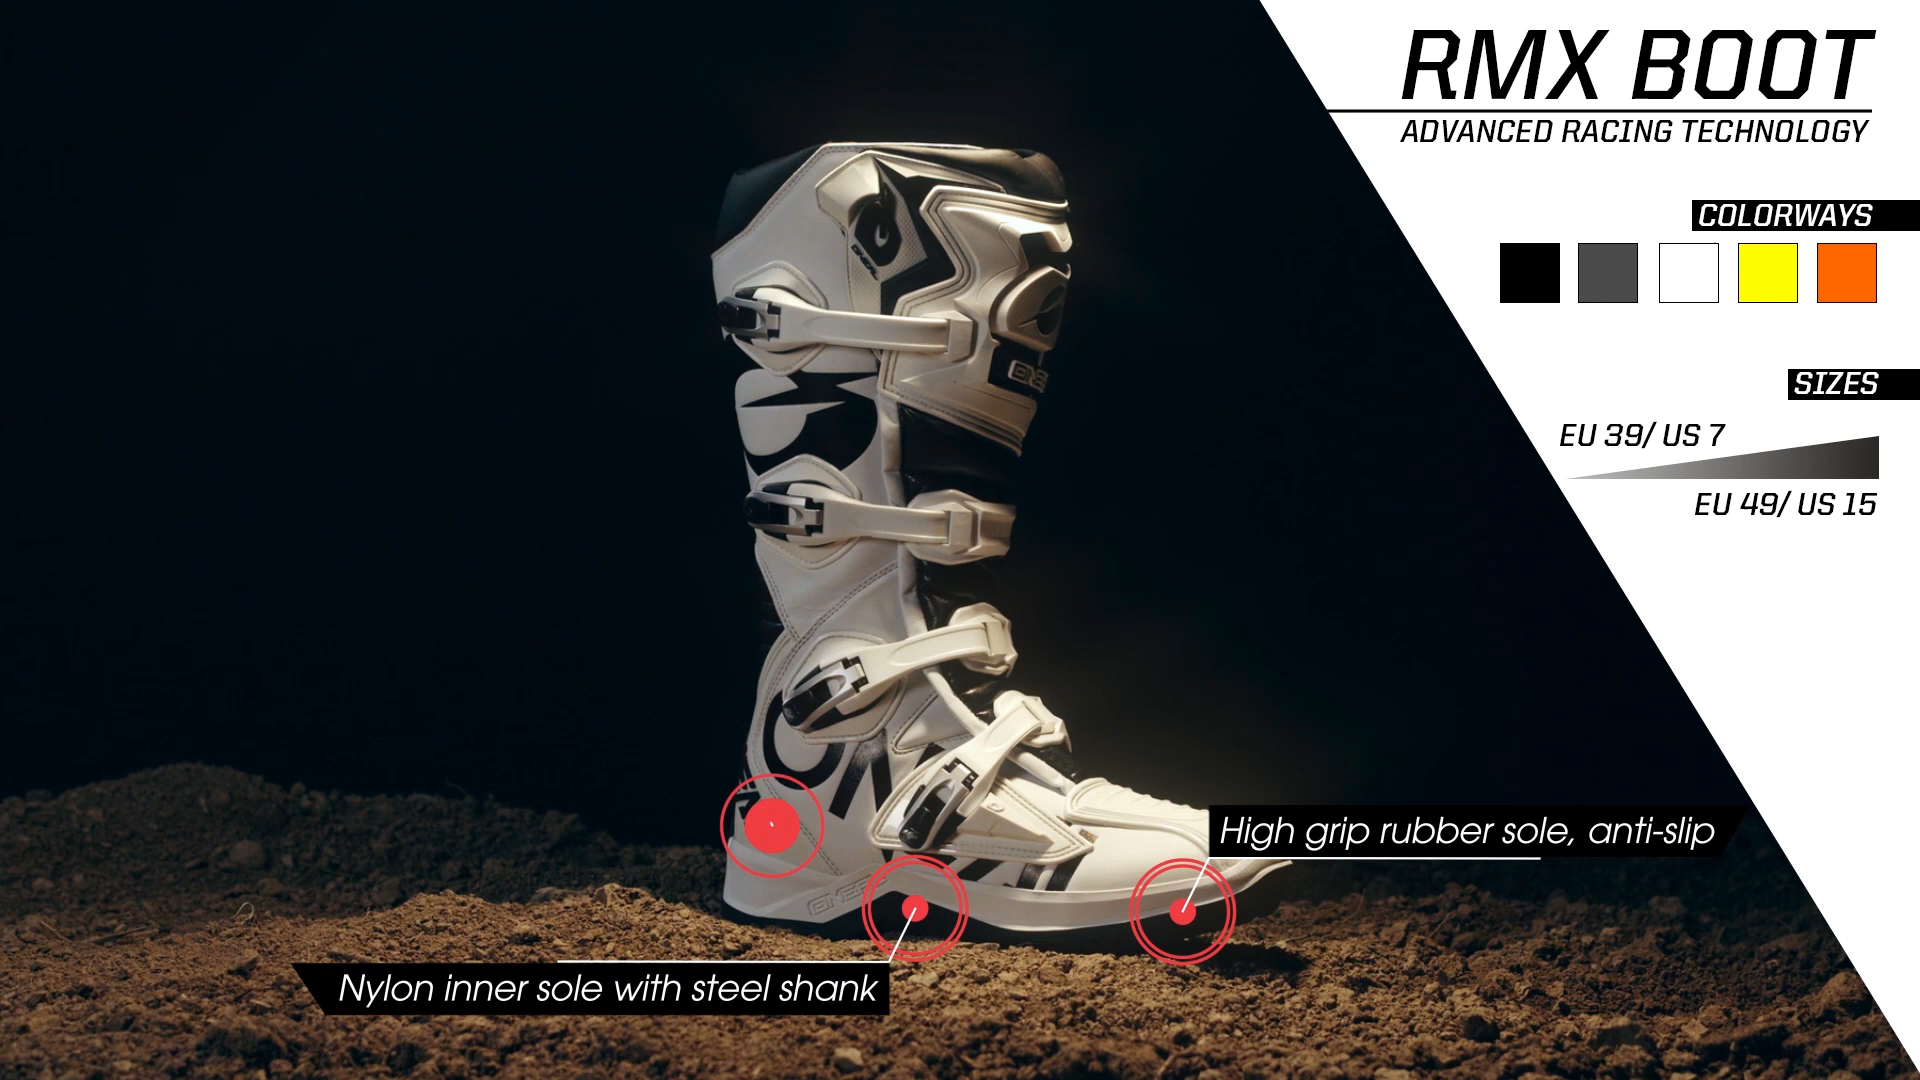 RMX BOOT
ADVANCED RACING TECHNOLOGY
COLORWAYS
SIZES
EU 39/ US 7
EU 49/ US 15
ONEAL
High grip rubber sole, anti-slip
Nylon inner sole with steel shank